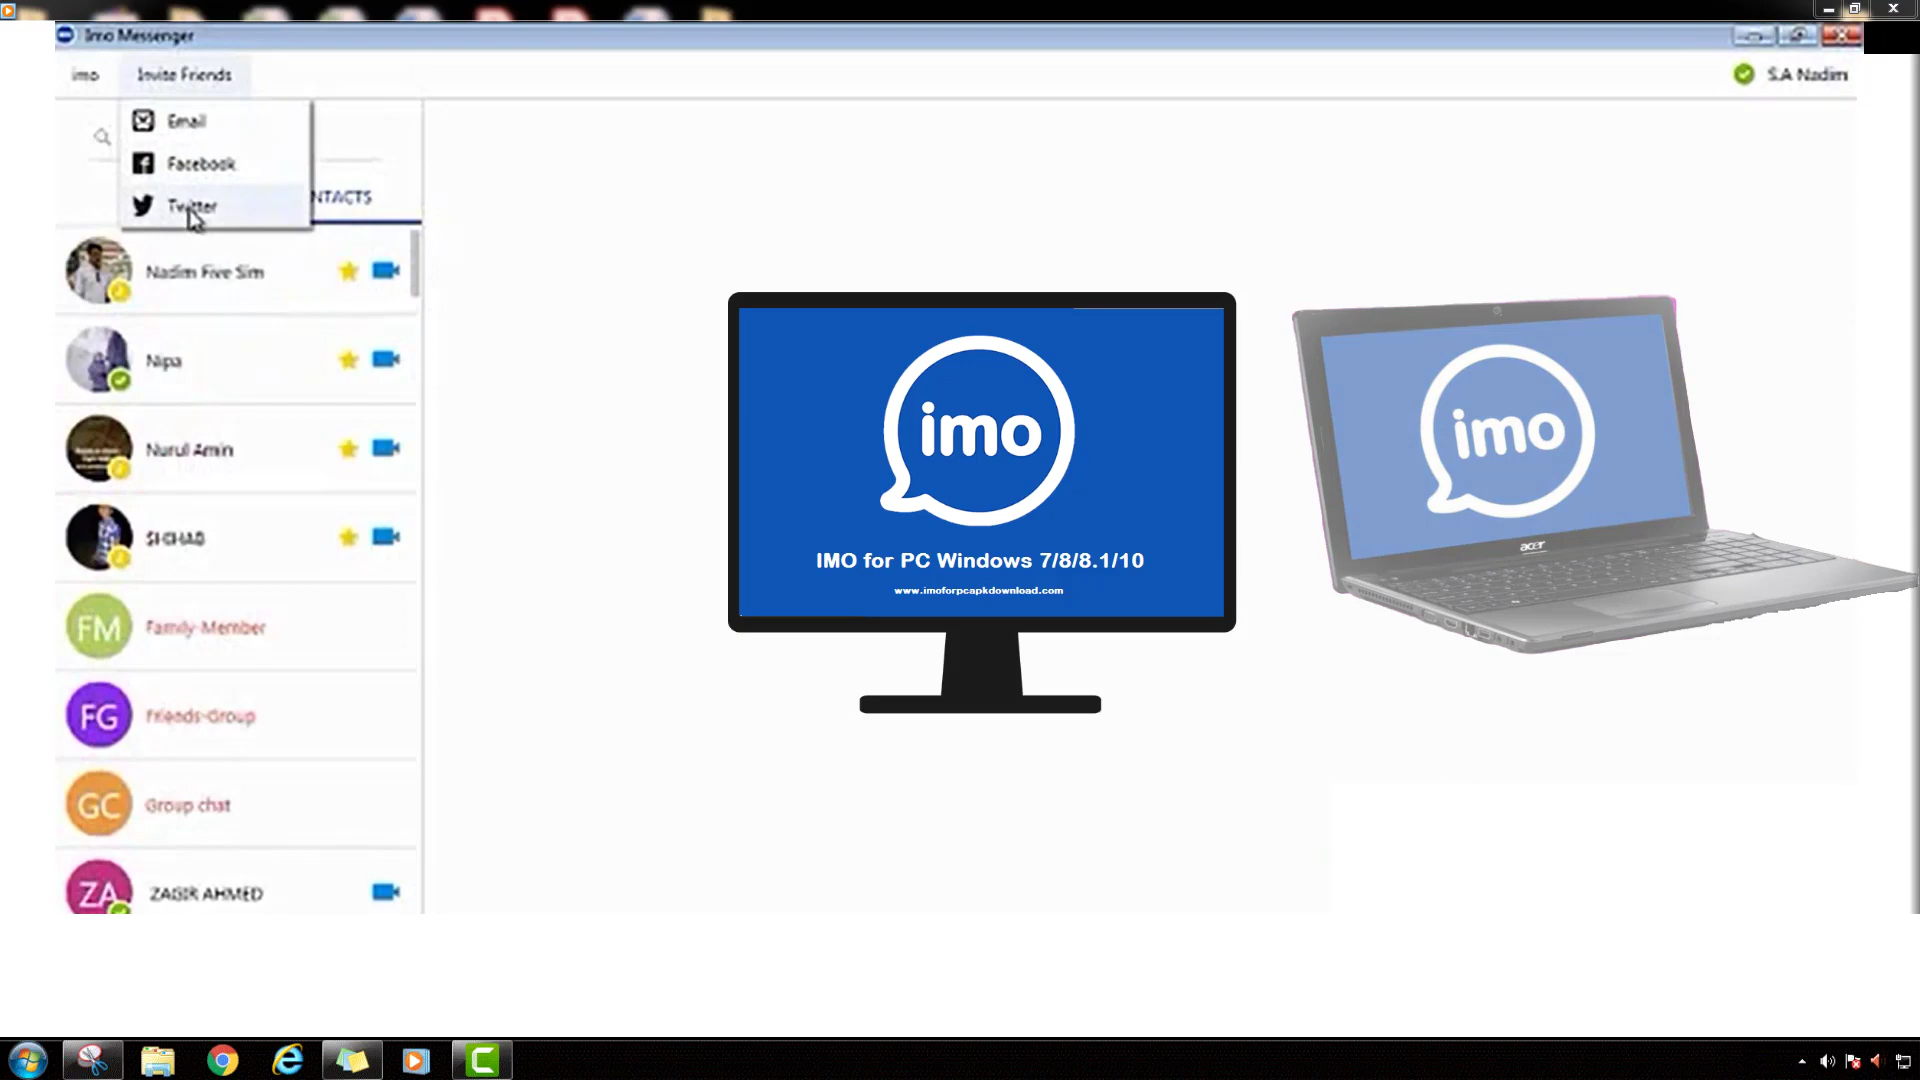 Imo Messenger
imo
Invite Friends
S.A Nadim
Email
Facebook
Twitter
NTACTS
Nadim Five Sim
Nipa
Nurul Amin
SHOHAG
FM
Family-Member
FG
Friends-Group
GC
Group chat
ZA
ZAGIR AHMED
imo
IMO for PC Windows 7/8/8.1/10
www.imoforpcapkdownload.com
imo
acer